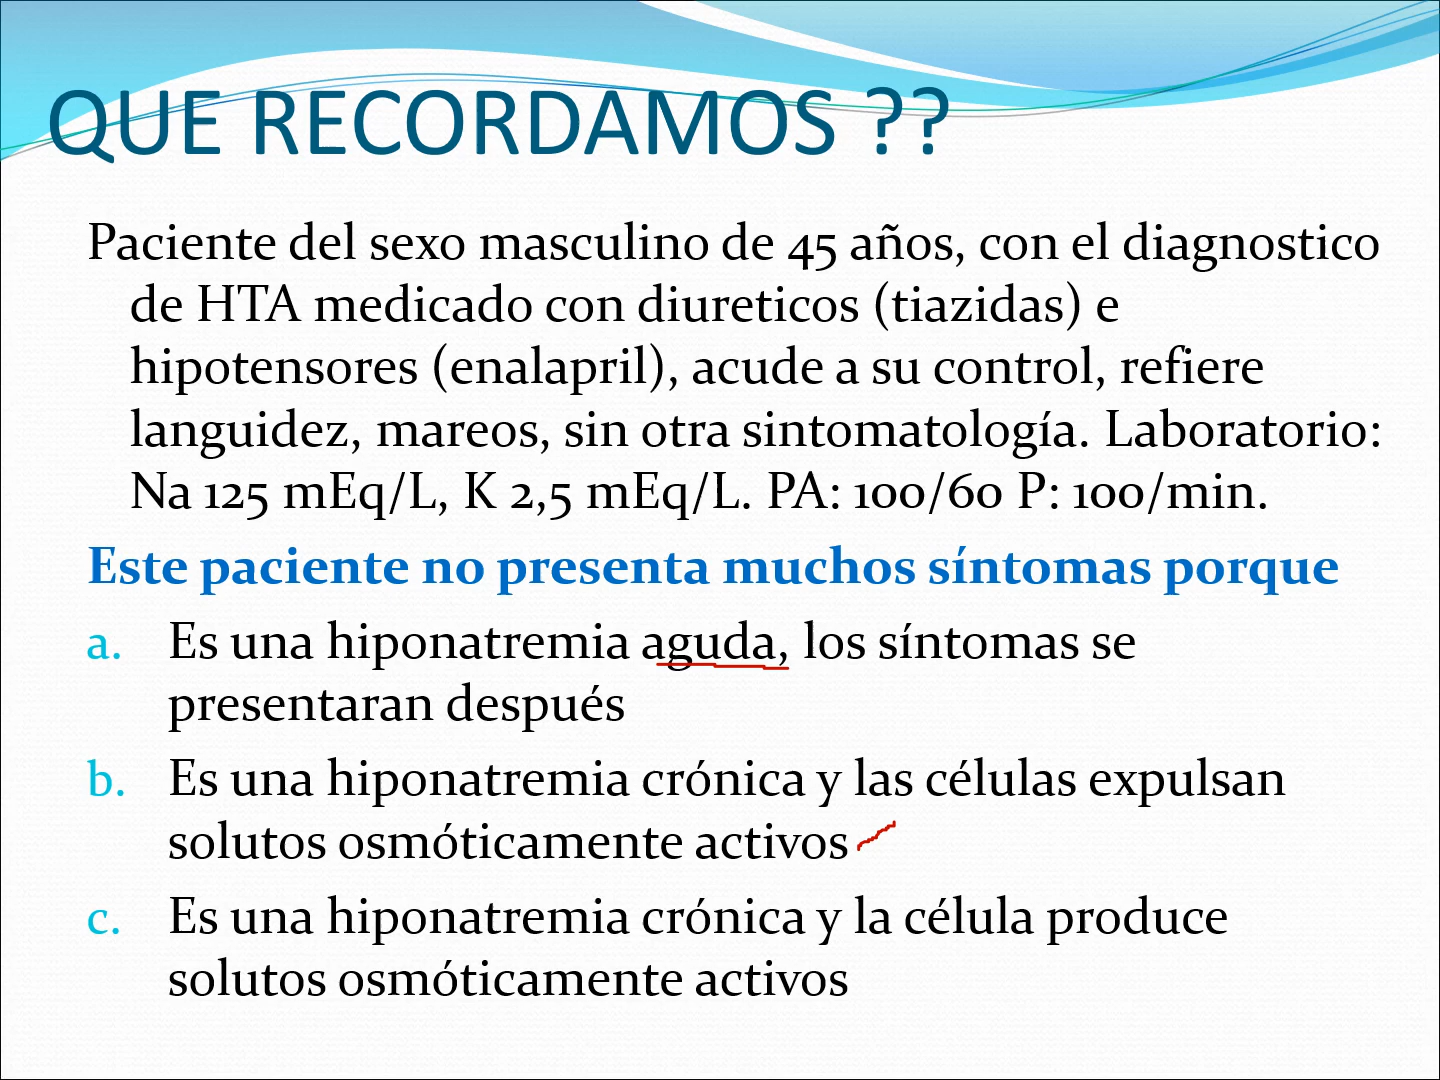 QUE RECORDAMOS ??
Paciente del sexo masculino de 45 años, con el diagnostico
de HTA medicado con diureticos (tiazidas) e
hipotensores (enalapril), acude a su control, refiere
languidez, mareos, sin otra sintomatología. Laboratorio:
Na 125 mEq/L, K 2,5 mEq/L. PA: 100/60 P: 100/min.
Este paciente no presenta muchos síntomas porque
a. Es una hiponatremia aguda, los síntomas se
presentaran después
b. Es una hiponatremia crónica y las células expulsan
solutos osmóticamente activos
c. Es una hiponatremia crónica y la célula produce
solutos osmóticamente activos